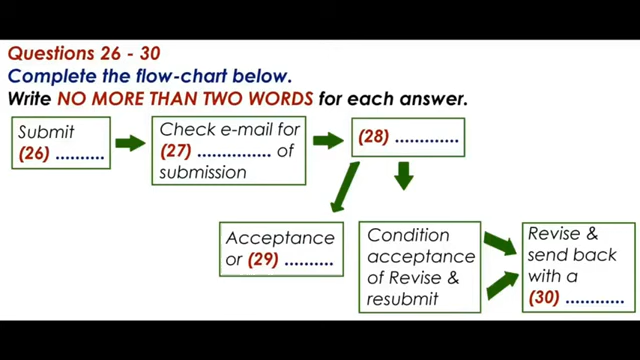 Questions 26 - 30
Complete the flow-chart below.
Write NO MORE THAN TWO WORDS for each answer.
Submit
(26) ..........
Check e-mail for
(27) ............... of
submission
(28) .............
Acceptance
or (29) ..........
Condition
acceptance
of Revise &
resubmit
Revise &
send back
with a
(30) ............